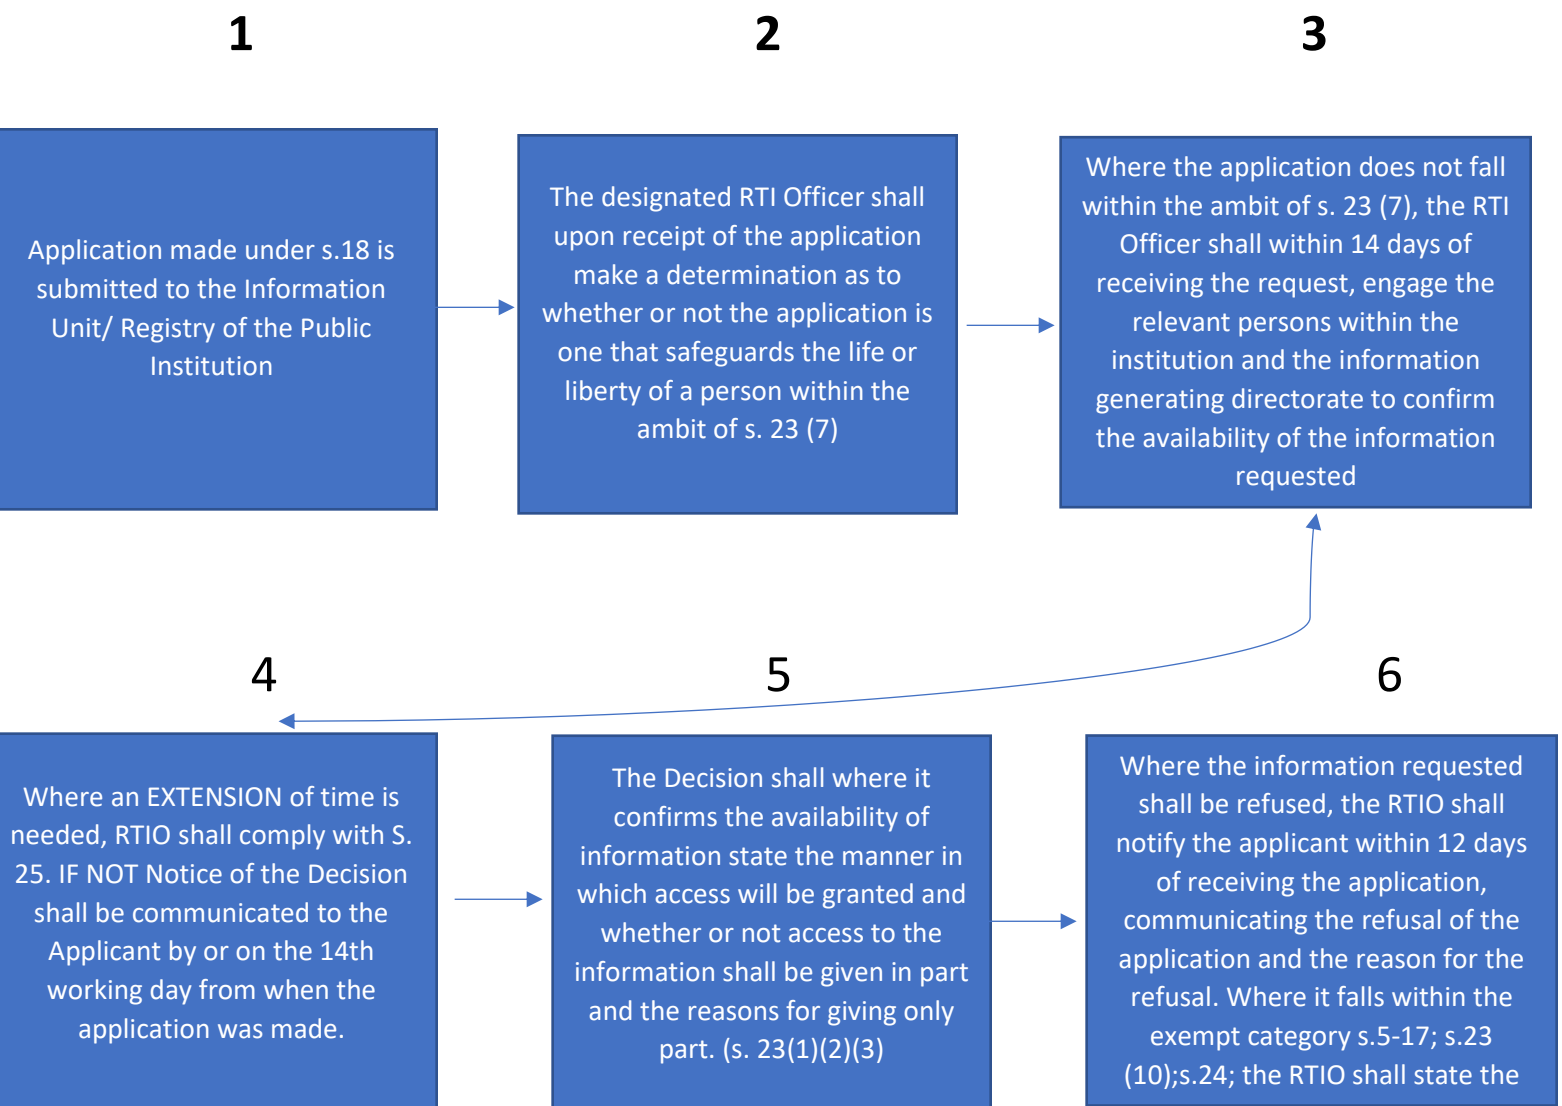 1
2
3
Application made under s.18 is
submitted to the Information
Unit/ Registry of the Public
Institution
The designated RTI Officer shall
upon receipt of the application
make a determination as to
whether or not the application is
one that safeguards the life or
liberty of a person within the
ambit of s. 23 (7)
Where the application does not fall
within the ambit of s. 23 (7), the RTI
Officer shall within 14 days of
receiving the request, engage the
relevant persons within the
institution and the information
generating directorate to confirm
the availability of the information
requested
4
5
6
Where an EXTENSION of time is
needed, RTIO shall comply with S.
25. IF NOT Notice of the Decision
shall be communicated to the
Applicant by or on the 14th
working day from when the
application was made.
The Decision shall where it
confirms the availability of
information state the manner in
which access will be granted and
whether or not access to the
information shall be given in part
and the reasons for giving only
part. (s. 23(1)(2)(3)
Where the information requested
shall be refused, the RTIO shall
notify the applicant within 12 days
of receiving the application,
communicating the refusal of the
application and the reason for the
refusal. Where it falls within the
exempt category s.5-17; s.23
(10);s.24; the RTIO shall state the